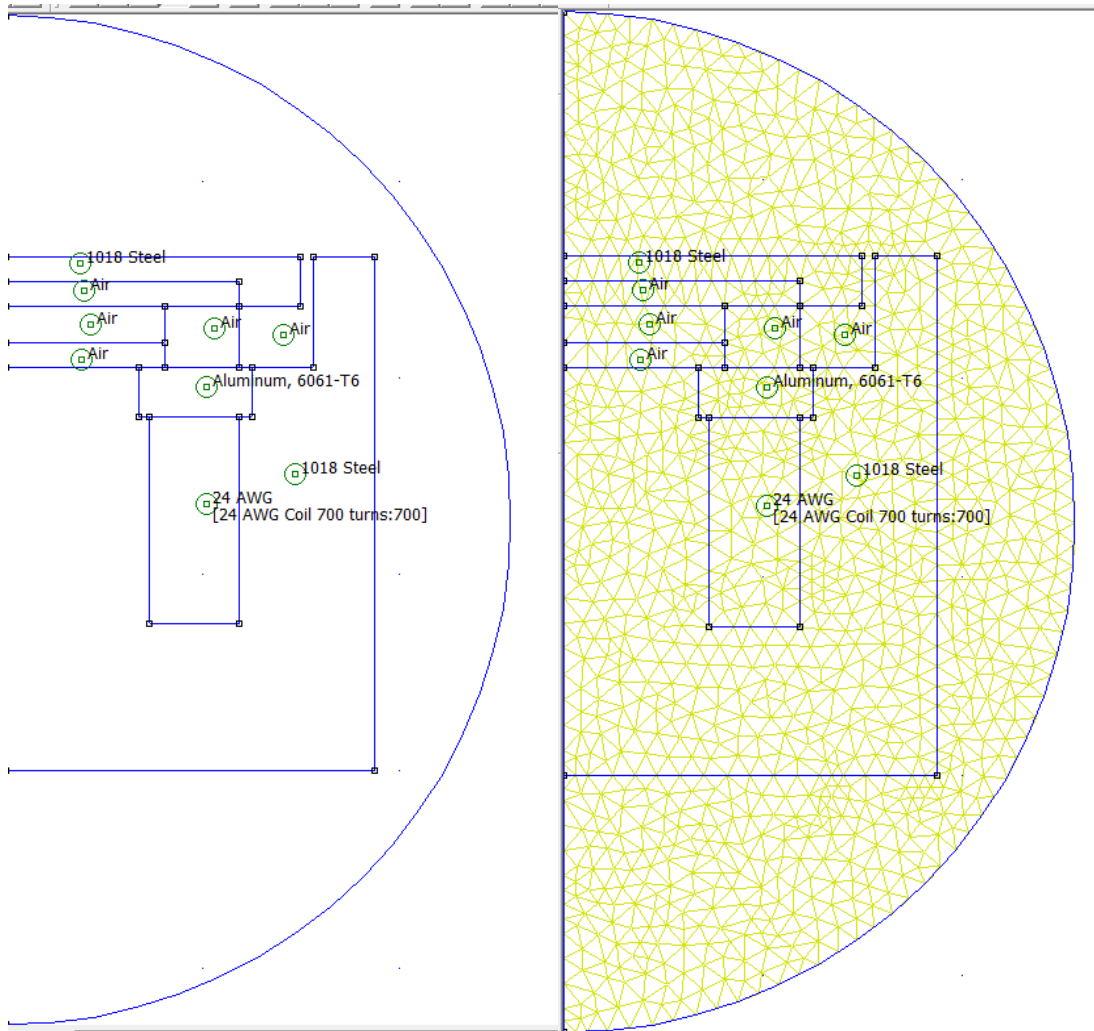 1018 Steel
Air
Air
Air
Air
Air
Aluminum, 6061-T6
1018 Steel
24 AWG
[24 AWG Coil 700 turns:700]
1018 Steel
Air
Air
Air
Air
Air
Aluminum, 6061-T6
1018 Steel
24 AWG
[24 AWG Coil 700 turns:700]